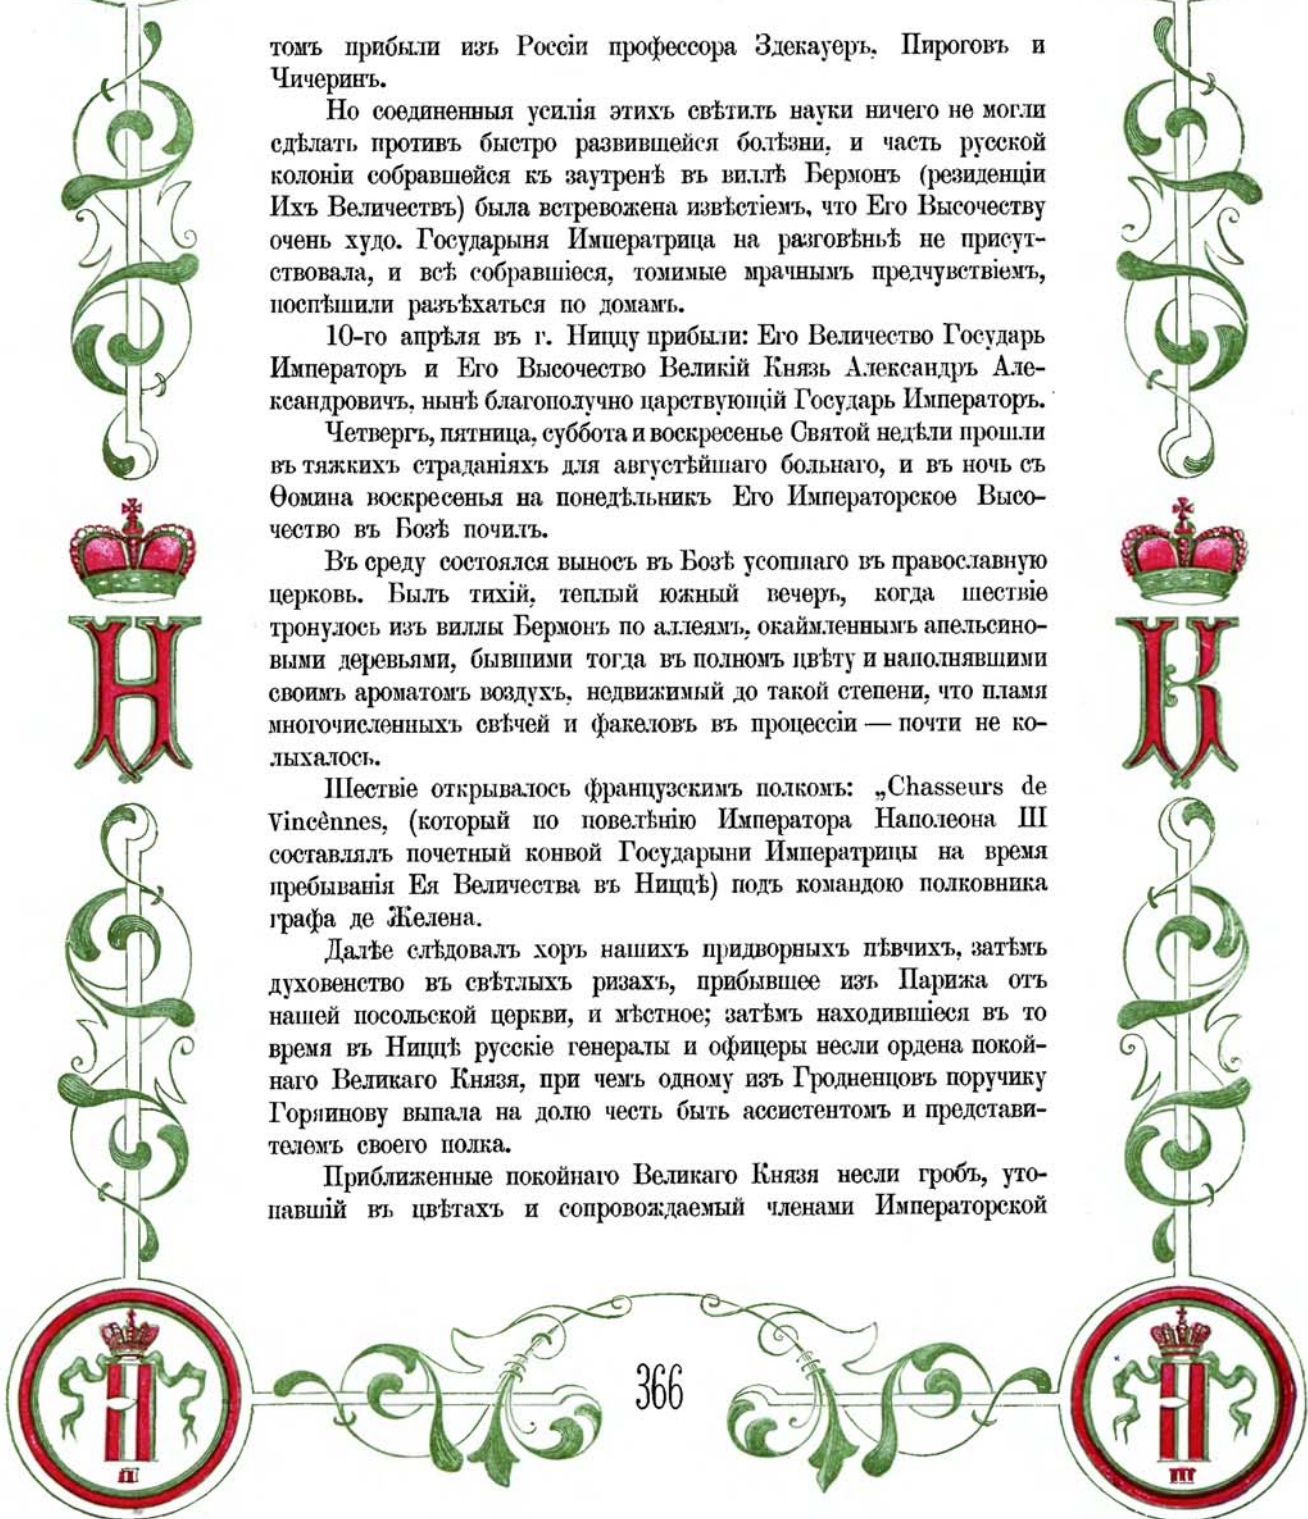 томъ прибыли изъ Россіи профессора Здекауеръ, Пироговъ и
Чичеринъ.
Но соединенныя усилія этихъ свѣтилъ науки ничего не могли
сдѣлать противъ быстро развившейся болѣзни, и часть русской
колоніи собравшейся къ заутренѣ въ виллѣ Бермонъ (резиденціи
Ихъ Величествъ) была встревожена извѣстіемъ, что Его Высочеству
очень худо. Государыня Императрица на разговѣньѣ не присут-
ствовала, и всѣ собравшіеся, томимые мрачнымъ предчувствіемъ,
поспѣшили разъѣхаться по домамъ.
10-го апрѣля въ г. Ниццу прибыли: Его Величество Государь
Императоръ и Его Высочество Великій Князь Александръ Але-
ксандровичъ, нынѣ благополучно царствующій Государь Императоръ.
Четвергъ, пятница, суббота и воскресенье Святой недѣли прошли
въ тяжкихъ страданіяхъ для августѣйшаго больнаго, и въ ночь съ
Ѳомина воскресенья на понедѣльникъ Его Императорское Высо-
чество въ Бозѣ почилъ.
Въ среду состоялся выносъ въ Бозѣ усопшаго въ православную
церковь. Былъ тихій, теплый южный вечеръ, когда шествіе
тронулось изъ виллы Бермонъ по аллеямъ, окаймленнымъ апельсино-
выми деревьями, бывшими тогда въ полномъ цвѣту и наполнявшими
своимъ ароматомъ воздухъ, недвижимый до такой степени, что пламя
многочисленныхъ свѣчей и факеловъ въ процессіи — почти не ко-
лыхалось.
Шествіе открывалось французскимъ полкомъ: „Chasseurs de
Vincênnes, (который по повелѣнію Императора Наполеона III
составлялъ почетный конвой Государыни Императрицы на время
пребыванія Ея Величества въ Ниццѣ) подъ командою полковника
графа де Желена.
Далѣе слѣдовалъ хоръ нашихъ придворныхъ пѣвчихъ, затѣмъ
духовенство въ свѣтлыхъ ризахъ, прибывшее изъ Парижа отъ
нашей посольской церкви, и мѣстное; затѣмъ находившіеся въ то
время въ Ниццѣ русскіе генералы и офицеры несли ордена покой-
наго Великаго Князя, при чемъ одному изъ Гродненцовъ поручику
Горяинову выпала на долю честь быть ассистентомъ и представи-
телемъ своего полка.
Приближенные покойнаго Великаго Князя несли гробъ, уто-
павшій въ цвѣтахъ и сопровождаемый членами Императорской
Н
К
366
III
III